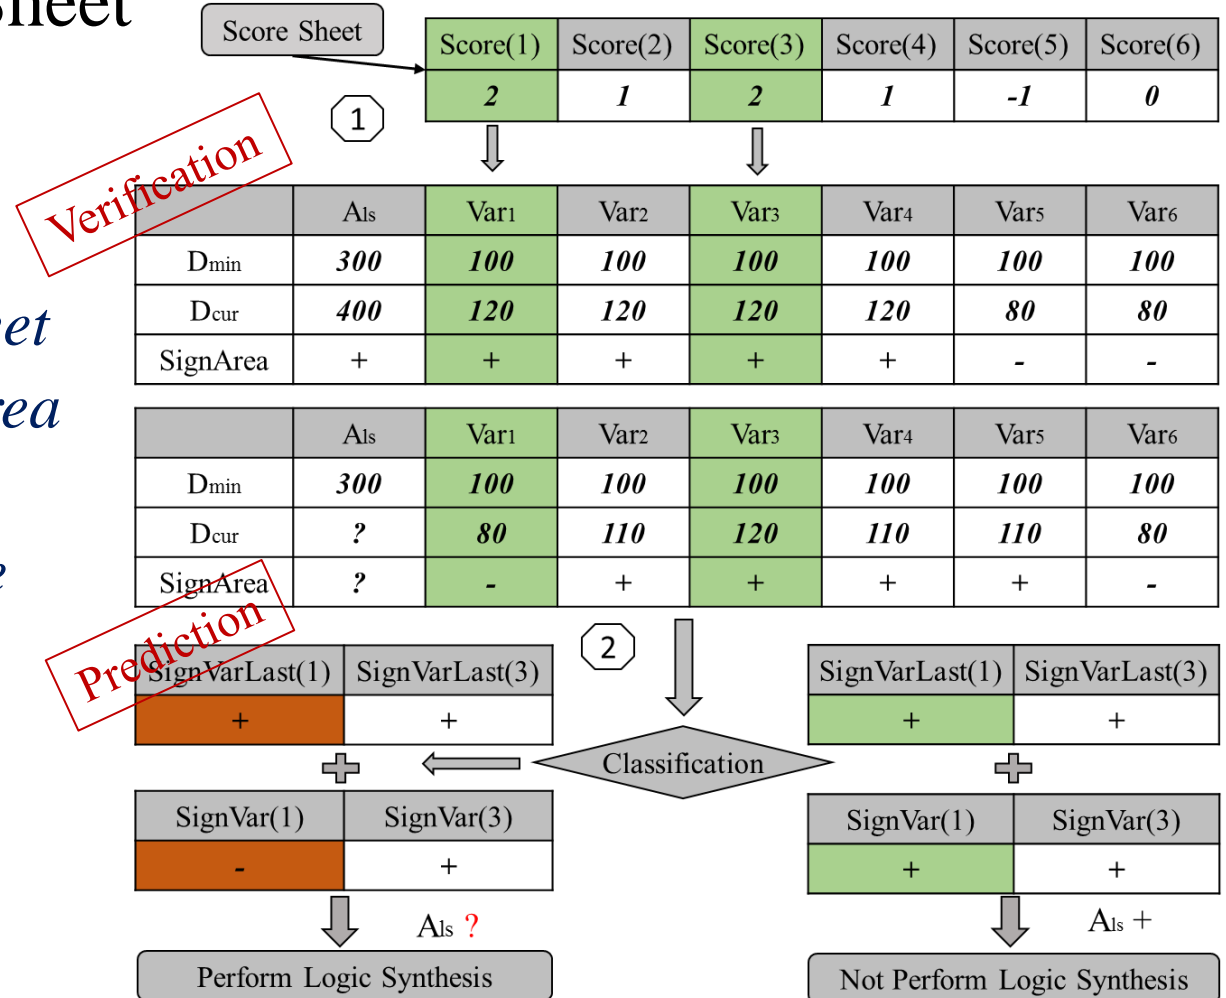 Score Sheet
Score(1) Score(2) Score(3) Score(4) Score(5) Score(6)
2 1 2 1 -1 0
1
Verification
Als Var1 Var2 Var3 Var4 Var5 Var6
Dmin 300 100 100 100 100 100 100
Dcur 400 120 120 120 120 80 80
SignArea + + + + + - -
Als Var1 Var2 Var3 Var4 Var5 Var6
Dmin 300 100 100 100 100 100 100
Dcur ? 80 110 120 110 110 80
SignArea ? - + + + + -
Prediction
2
SignVarLast(1) SignVarLast(3)
+ +
Classification
SignVar(1) SignVar(3)
- +
Als ?
Perform Logic Synthesis
SignVarLast(1) SignVarLast(3)
+ +
SignVar(1) SignVar(3)
+ +
Als +
Not Perform Logic Synthesis